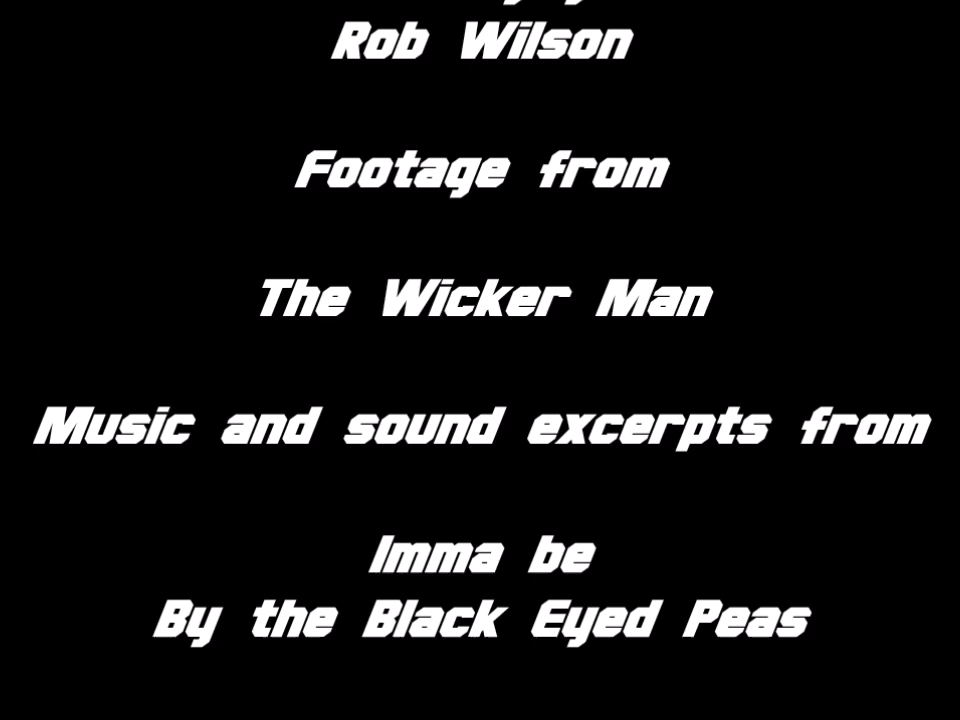 Rob Wilson
Footage from
The Wicker Man
Music and sound excerpts from
Imma be
By the Black Eyed Peas